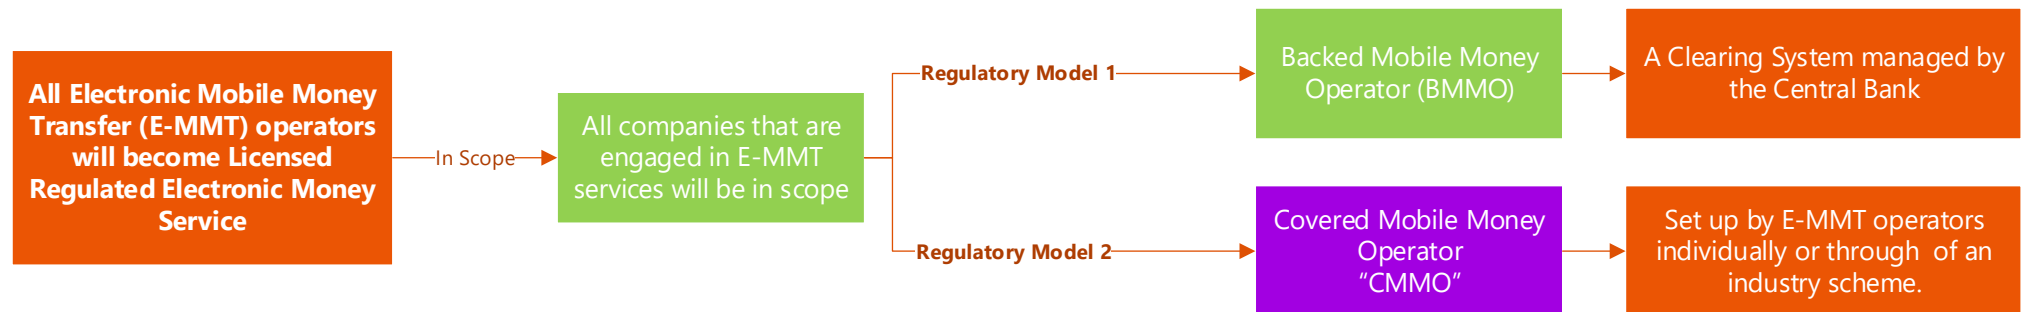 All Electronic Mobile Money
Transfer (E-MMT) operators
will become Licensed
Regulated Electronic Money
Service
In Scope
All companies that are
engaged in E-MMT
services will be in scope
Regulatory Model 1
Backed Mobile Money
Operator (BMMO)
A Clearing System managed by
the Central Bank
Regulatory Model 2
Covered Mobile Money
Operator
“CMMO”
Set up by E-MMT operators
individually or through  of an
industry scheme.